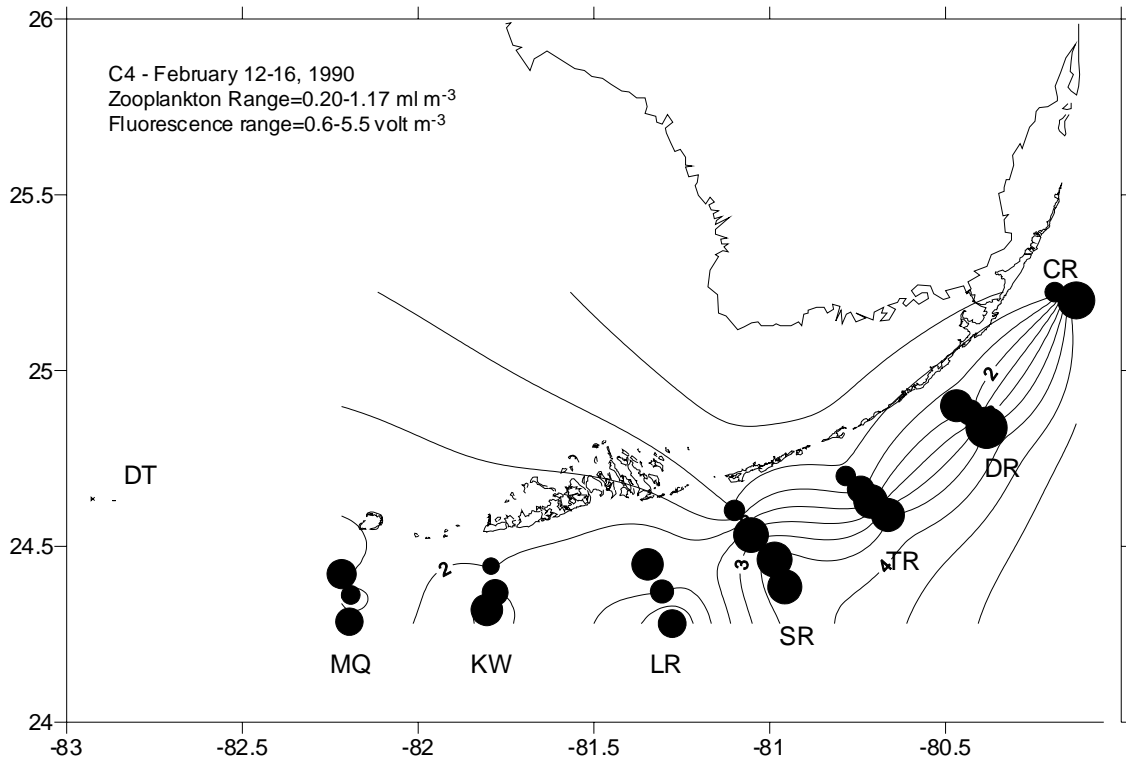 26
C4 - February 12-16, 1990
Zooplankton Range=0.20-1.17 ml m-3
Fluorescence range=0.6-5.5 volt m-3
25.5
CR
25
2
DT
DR
24.5
2
3
4
TR
SR
MQ
KW
LR
24
-83
-82.5
-82
-81.5
-81
-80.5